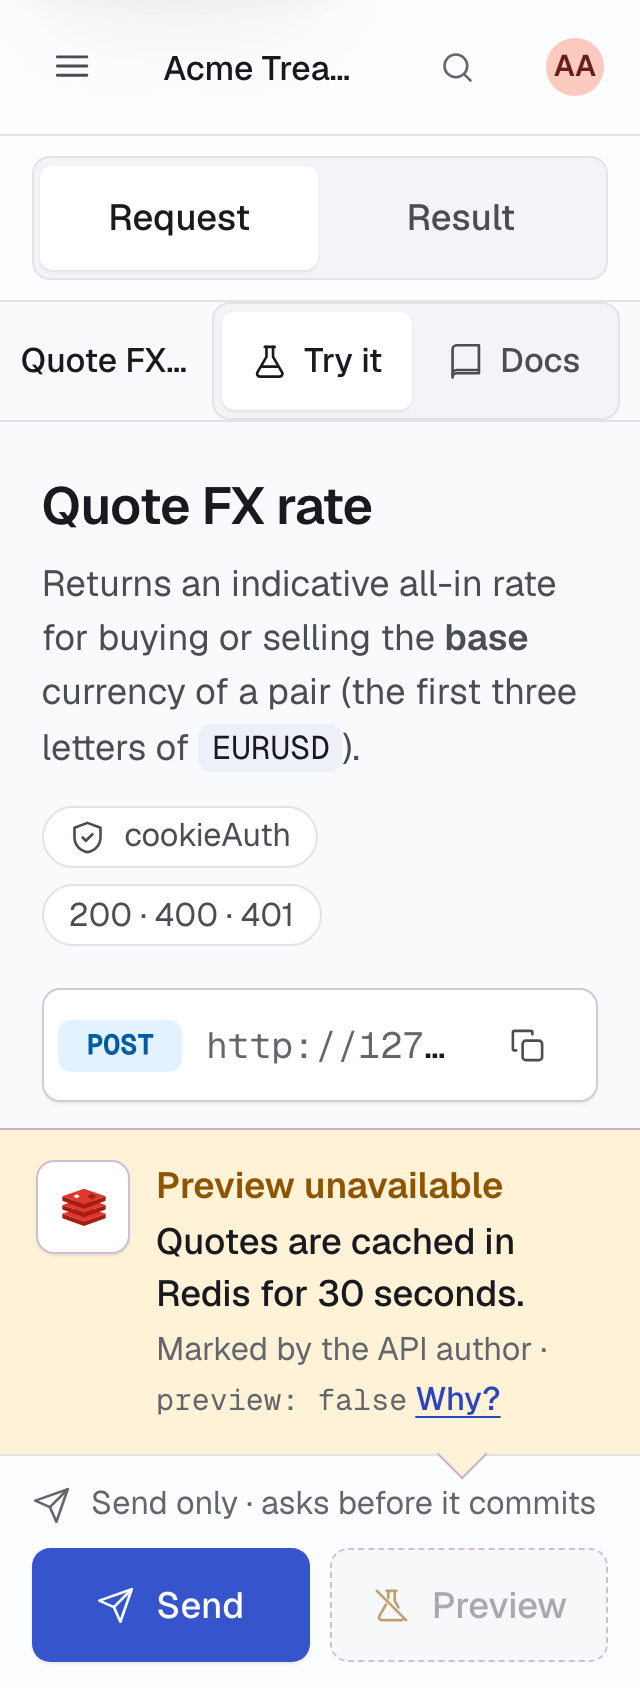 Acme Trea…
AA
Request
Result
Quote FX…
Try it
Docs
Quote FX rate
Returns an indicative all-in rate
for buying or selling the base
currency of a pair (the first three
letters of EURUSD).
cookieAuth
200 · 400 · 401
POST http://127…
Preview unavailable
Quotes are cached in
Redis for 30 seconds.
Marked by the API author ·
preview: false Why?
Send only · asks before it commits
Send
Preview